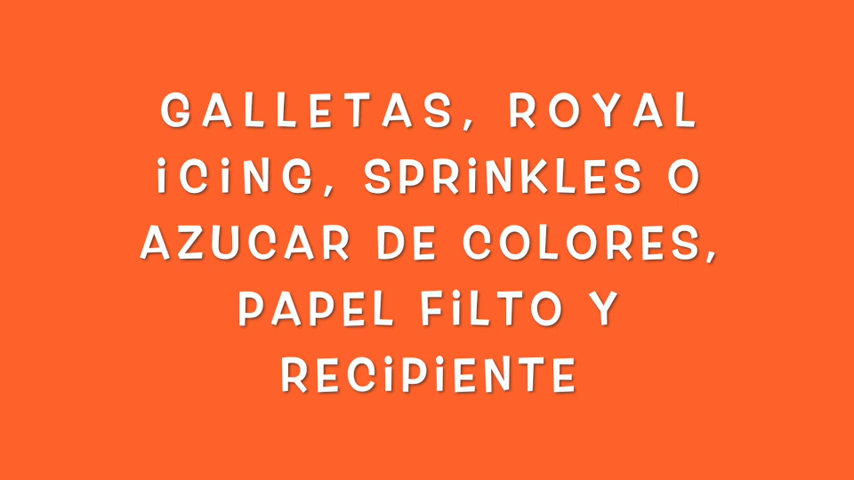 GALLETAS, ROYAL
iCiNG, SPRiNKLES O
AZUCAR DE COLORES,
PAPEL FiLTO Y
RECiPiENTE